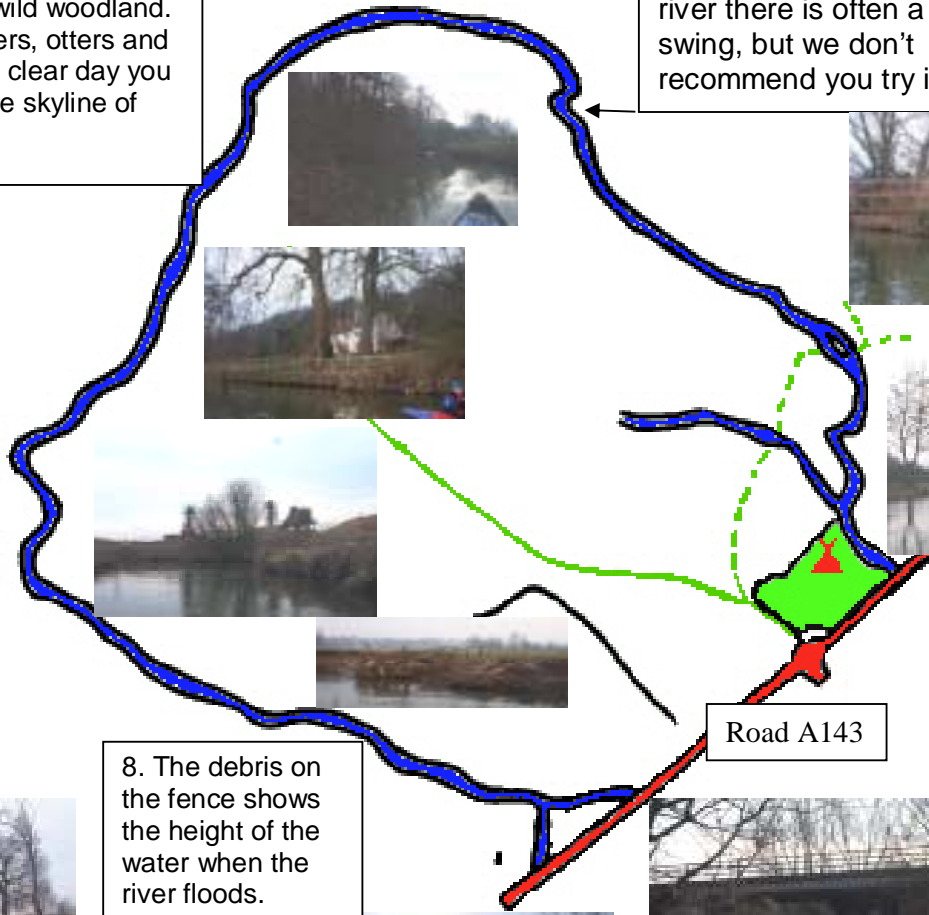 wild woodland.
ers, otters and
clear day you
e skyline of
river there is often a
swing, but we don't
recommend you try i
Road A143
8. The debris on
the fence shows
the height of the
water when the
river floods.